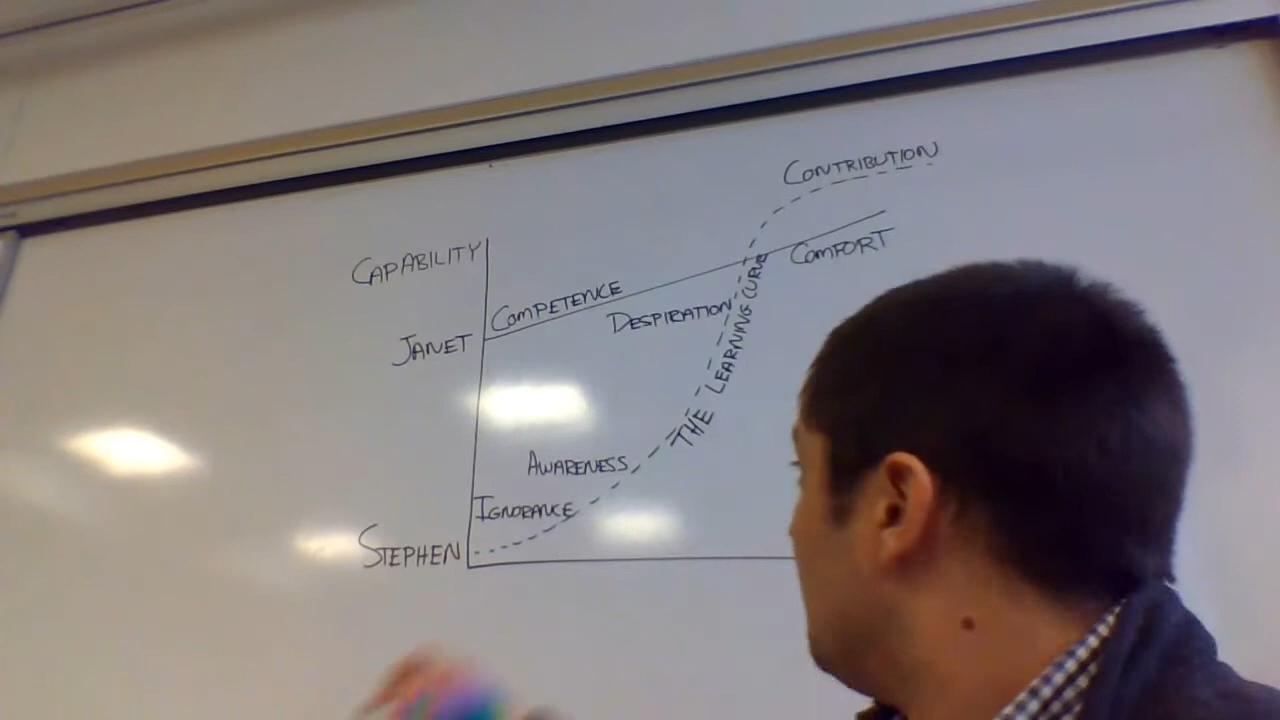 CONTRIBUTION
CAPABILITY
COMFORT
COMPETENCE
DESPIRATION
JANET
THE LEARNING CURVE
AWARENESS
IGNORANCE
STEPHEN